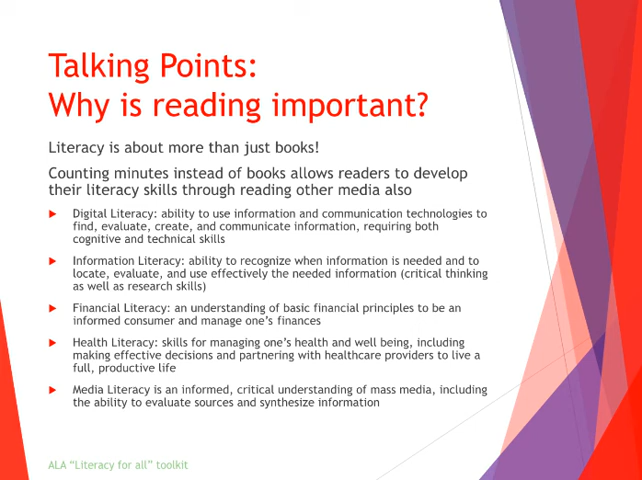 Talking Points:
Why is reading important?
Literacy is about more than just books!
Counting minutes instead of books allows readers to develop
their literacy skills through reading other media also
Digital Literacy: ability to use information and communication technologies to
find, evaluate, create, and communicate information, requiring both
cognitive and technical skills
Information Literacy: ability to recognize when information is needed and to
locate, evaluate, and use effectively the needed information (critical thinking
as well as research skills)
Financial Literacy: an understanding of basic financial principles to be an
informed consumer and manage one's finances
Health Literacy: skills for managing one's health and well being, including
making effective decisions and partnering with healthcare providers to live a
full, productive life
Media Literacy is an informed, critical understanding of mass media, including
the ability to evaluate sources and synthesize information
ALA "Literacy for all" toolkit